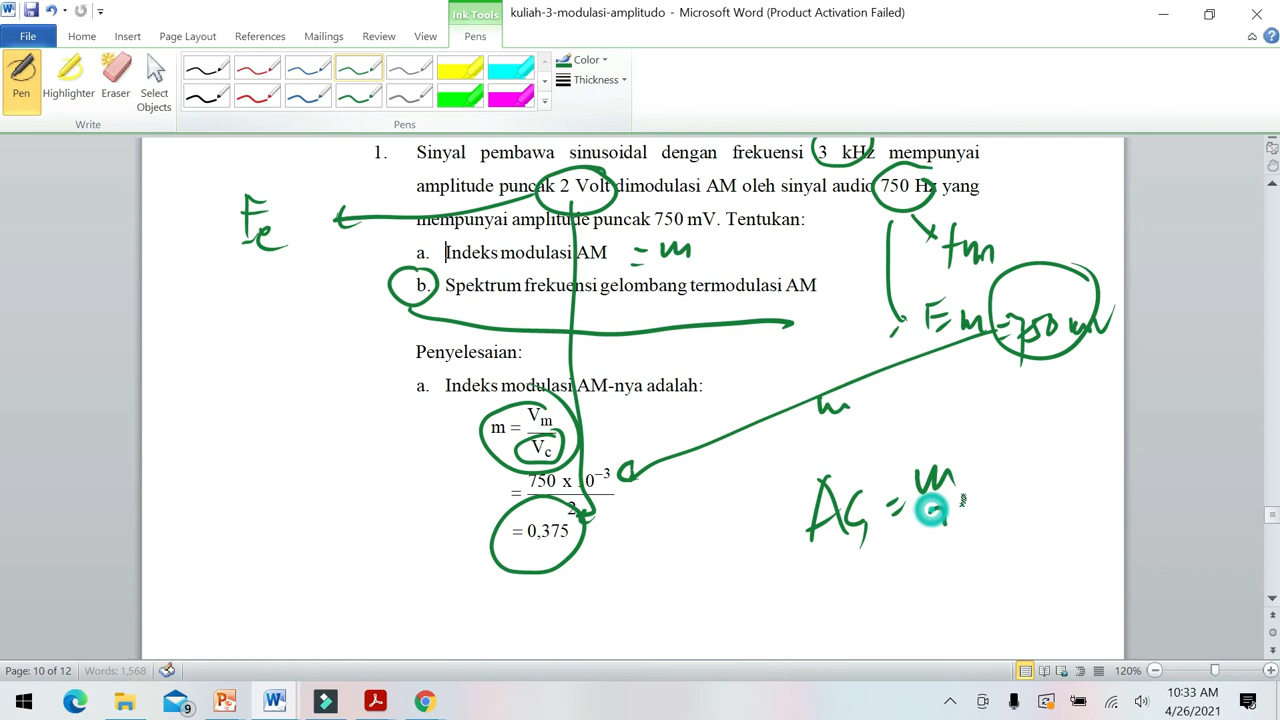 Ink Tools
kuliah-3-modulasi-amplitudo - Microsoft Word (Product Activation Failed)
File Home Insert Page Layout References Mailings Review View Pens
Pen Highlighter Eraser Select Objects
Color
Thickness
Write
Pens
1. Sinyal pembawa sinusoidal dengan frekuensi 3 kHz mempunyai
amplitude puncak 2 Volt dimodulasi AM oleh sinyal audio 750 Hz yang
mempunyai amplitude puncak 750 mV. Tentukan:
a. Indeks modulasi AM = m
b. Spektrum frekuensi gelombang termodulasi AM
Ec
fm
Em = 750 mV
Penyelesaian:
a. Indeks modulasi AM-nya adalah:
m = Vm
Vc
= 750 x 10−3
2
= 0,375
m
Page: 10 of 12 Words: 1,568 120%
9
10:33 AM
4/26/2021